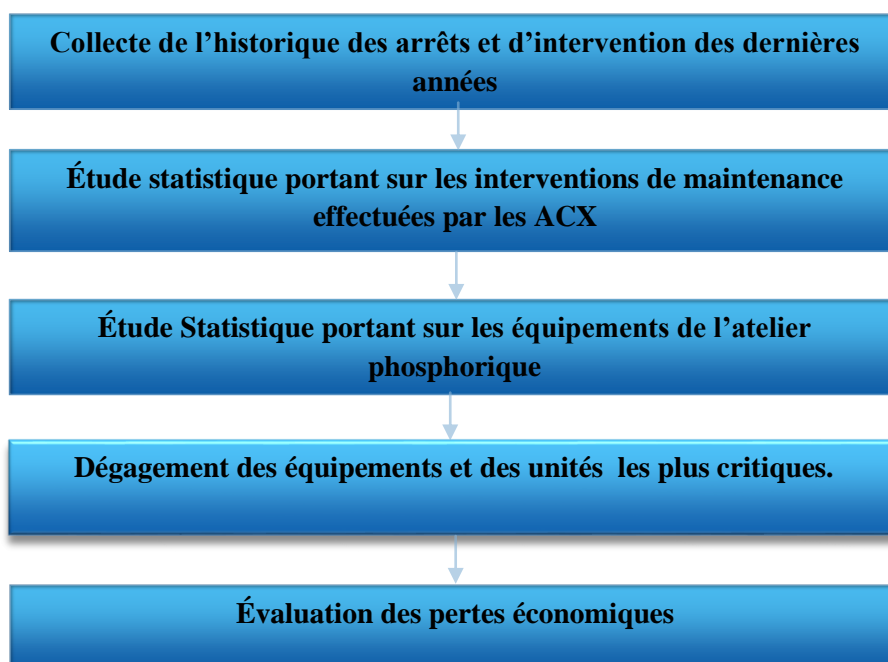 Collecte de l’historique des arrêts et d’intervention des dernières
années
Étude statistique portant sur les interventions de maintenance
effectuées par les ACX
Étude Statistique portant sur les équipements de l’atelier
phosphorique
Dégagement des équipements et des unités les plus critiques.
Évaluation des pertes économiques